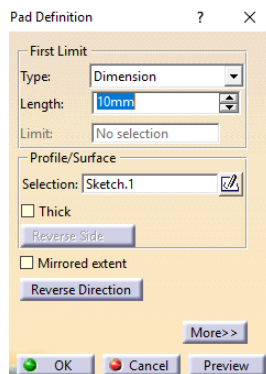 Pad Definition ? ×
First Limit
Type: Dimension
Length: 10mm
Limit: No selection
Profile/Surface
Selection: Sketch.1
Thick
Reverse Side
Mirrored extent
Reverse Direction
More>>
OK Cancel Preview